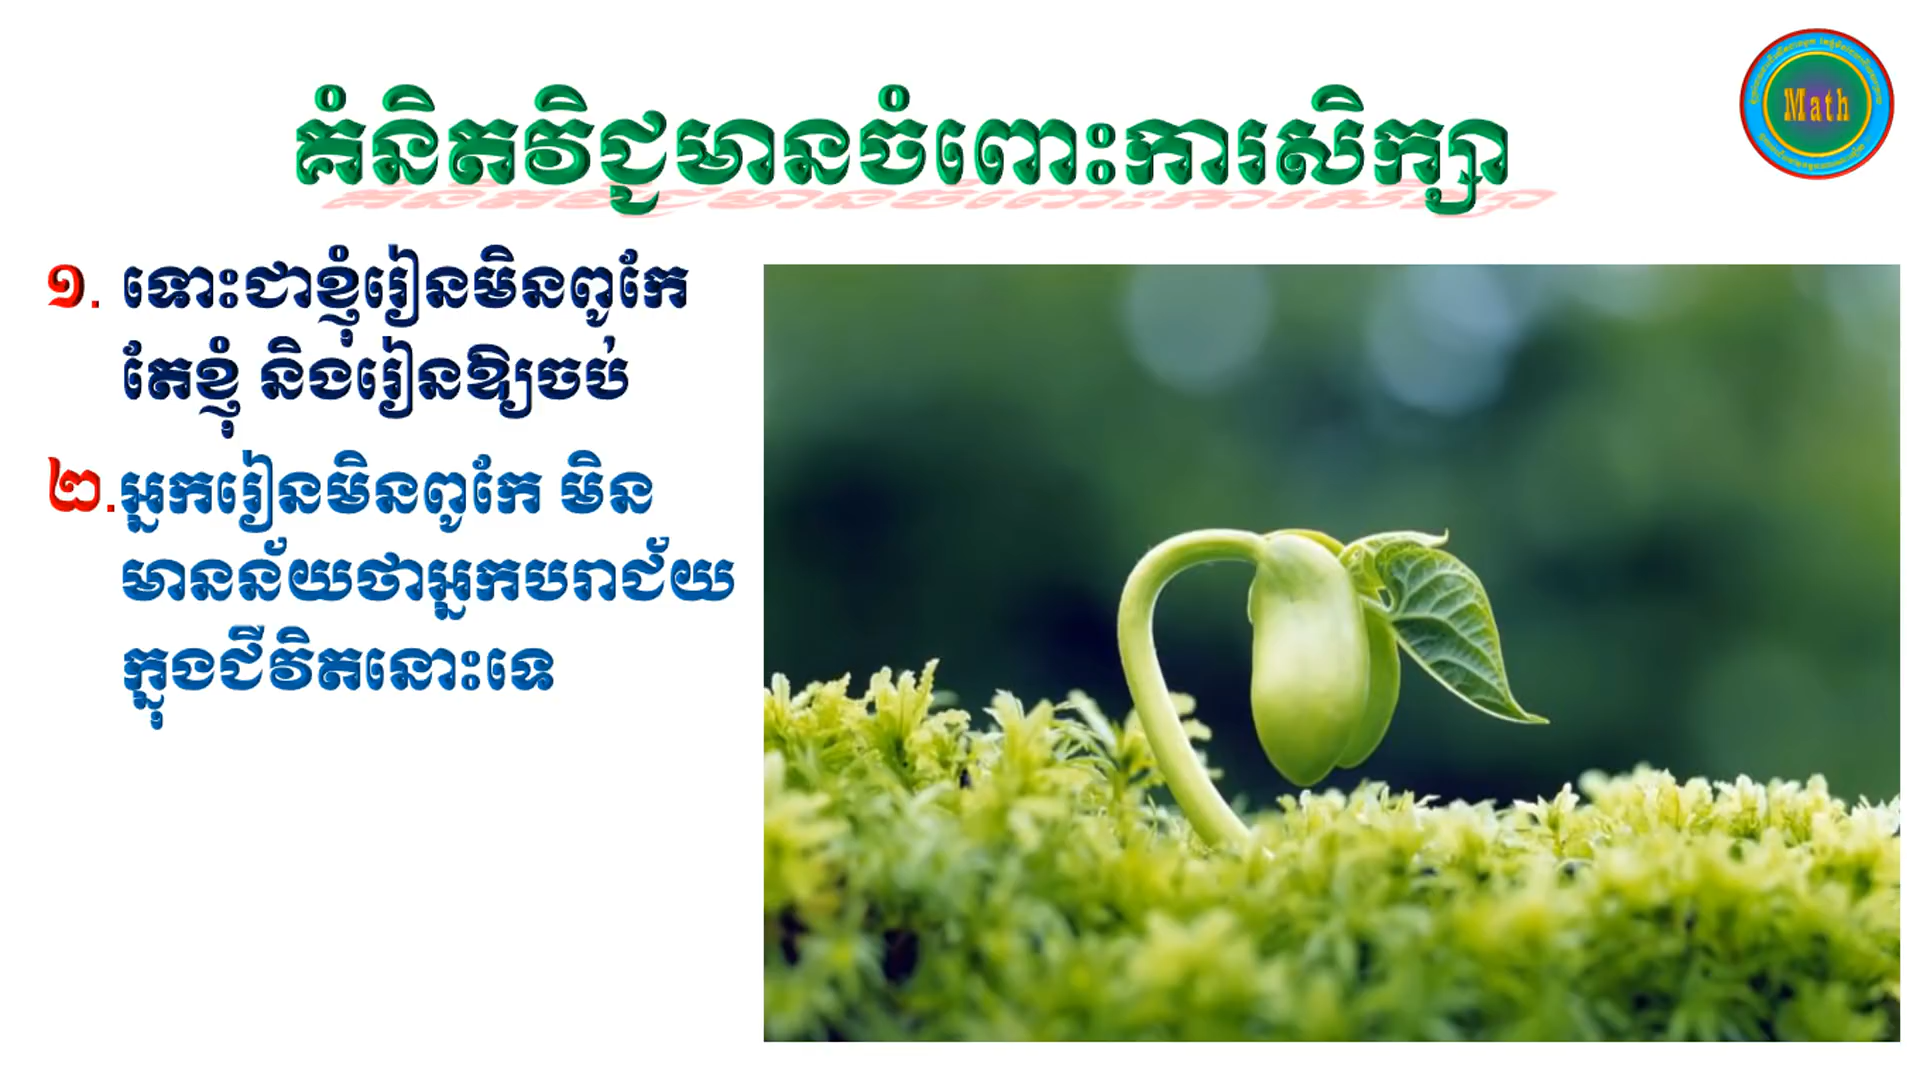 គំនិតវិជ្ជមានចំពោះការសិក្សា
Math
១. ទោះជាខ្ញុំរៀនមិនពូកែ
តែខ្ញុំ និងរៀនឱ្យចប់
២.អ្នករៀនមិនពូកែ មិន
មានន័យថាអ្នកបរាជ័យ
ក្នុងជីវិតនោះទេ